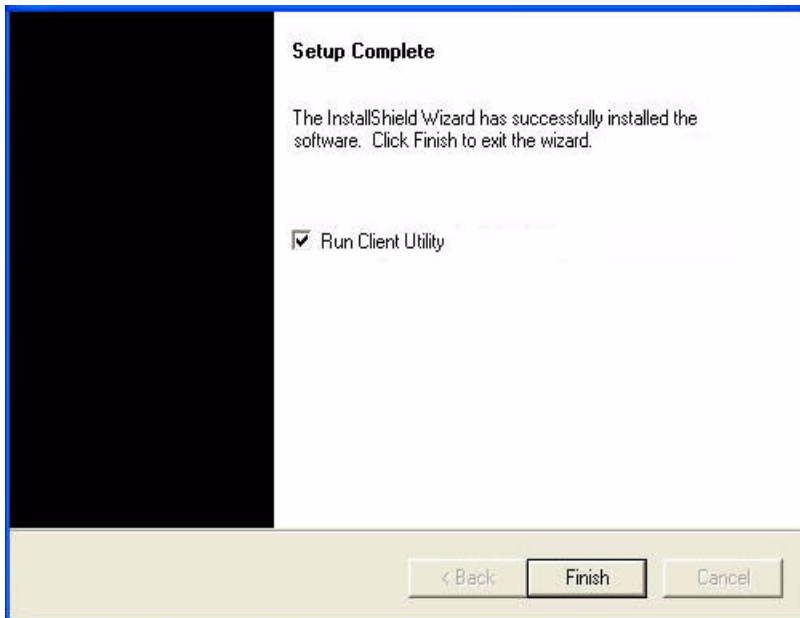 Setup Complete
The InstallShield Wizard has successfully installed the
software.  Click Finish to exit the wizard.
Run Client Utility
< Back
Finish
Cancel